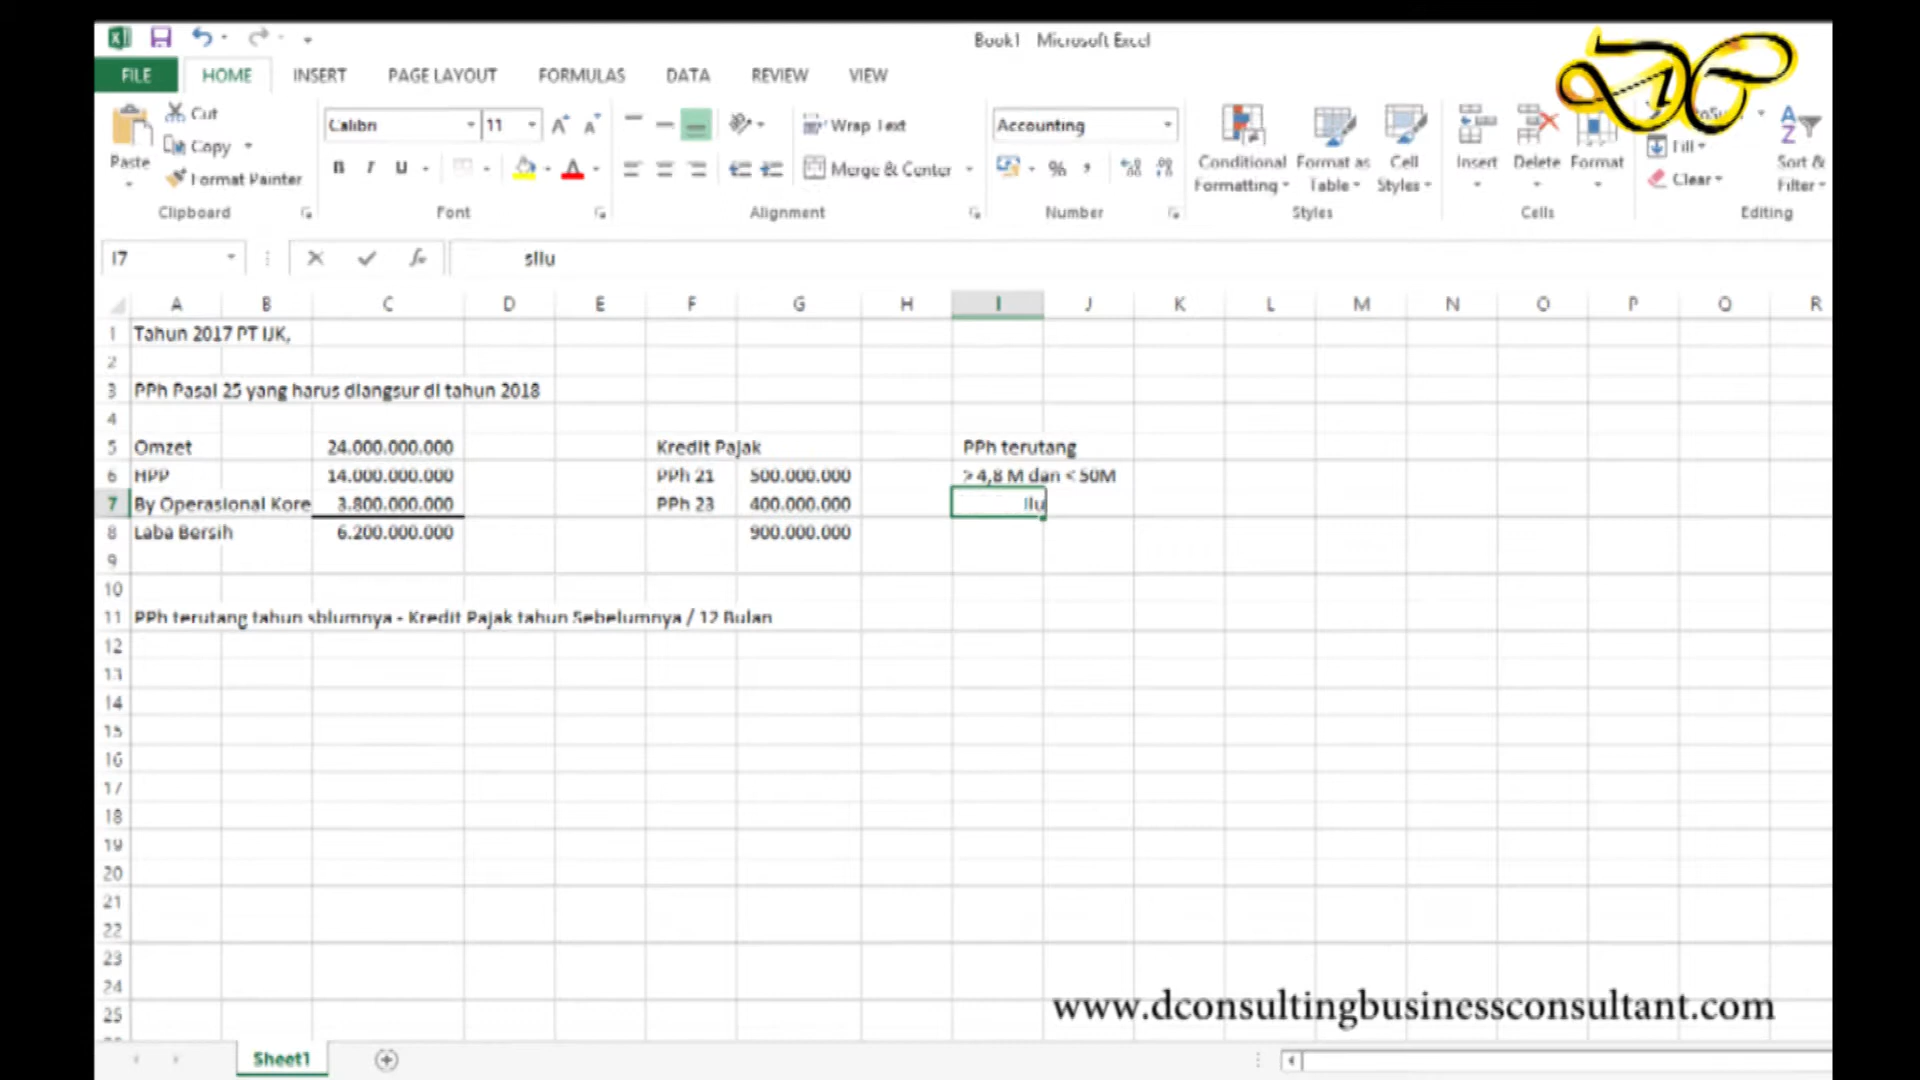 Book1 Microsoft Excel
FILE HOME INSERT PAGE LAYOUT FORMULAS DATA REVIEW VIEW
Paste Cut Copy Format Painter
Calibri 11
B I U
Wrap Text
Merge & Center
Accounting
% ,
Conditional Formatting Format as Table Cell Styles
Insert Delete Format
Fill
Clear
Sort & Filter
Clipboard Font Alignment Number Styles Cells Editing
I7 fx sllu
A B C D E F G H I J K L M N O P Q R
1 Tahun 2017 PT IJK,
2
3 PPh Pasal 25 yang harus diangsur di tahun 2018
4
5 Omzet 24.000.000.000 Kredit Pajak PPh terutang
6 HPP 14.000.000.000 PPh 21 500.000.000 > 4,8 M dan < 50M
7 By Operasional Kore 3.800.000.000 PPh 23 400.000.000
8 Laba Bersih 6.200.000.000 900.000.000
9
10
11 PPh terutang tahun sblumnya - Kredit Pajak tahun Sebelumnya / 12 Bulan
12
13
14
15
16
17
18
19
20
21
22
23
24
25
www.dconsultingbusinessconsultant.com
Sheet1